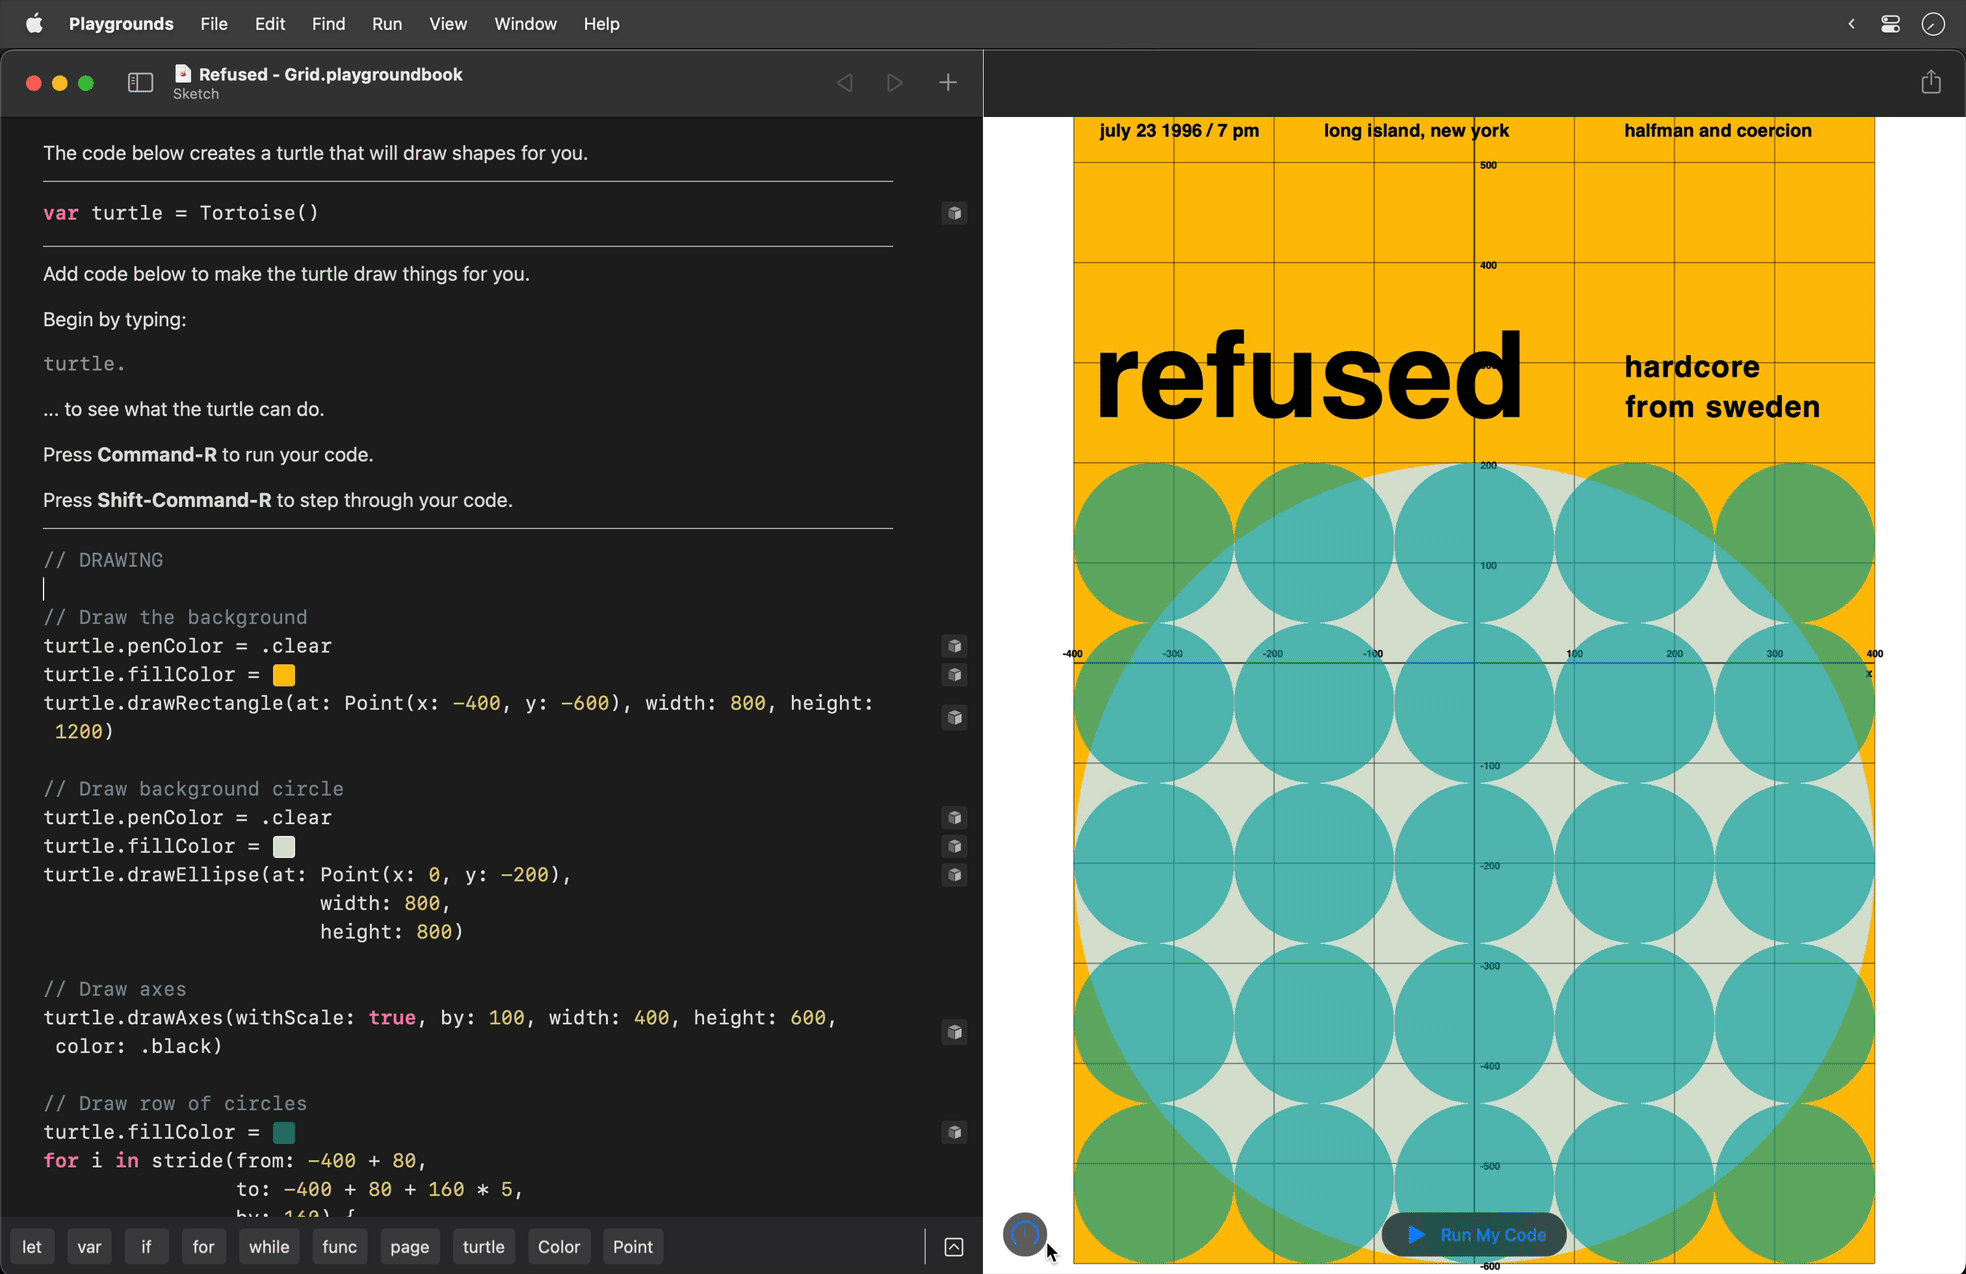 Playgrounds File Edit Find Run View Window Help
Refused - Grid.playgroundbook
Sketch
The code below creates a turtle that will draw shapes for you.
var turtle = Tortoise()
Add code below to make the turtle draw things for you.
Begin by typing:
turtle.
... to see what the turtle can do.
Press Command-R to run your code.
Press Shift-Command-R to step through your code.
// DRAWING
// Draw the background
turtle.penColor = .clear
turtle.fillColor =
turtle.drawRectangle(at: Point(x: -400, y: -600), width: 800, height:
1200)
// Draw background circle
turtle.penColor = .clear
turtle.fillColor =
turtle.drawEllipse(at: Point(x: 0, y: -200),
width: 800,
height: 800)
// Draw axes
turtle.drawAxes(withScale: true, by: 100, width: 400, height: 600,
color: .black)
// Draw row of circles
turtle.fillColor =
for i in stride(from: -400 + 80,
to: -400 + 80 + 160 * 5,
by: 160) {
let var if for while func page turtle Color Point
july 23 1996 / 7 pm long island, new york halfman and coercion
500
400
refused
hardcore
from sweden
200
100
-400 -300 -200 -100 100 200 300 400
x
-100
-200
-300
-400
-500
Run My Code
-600